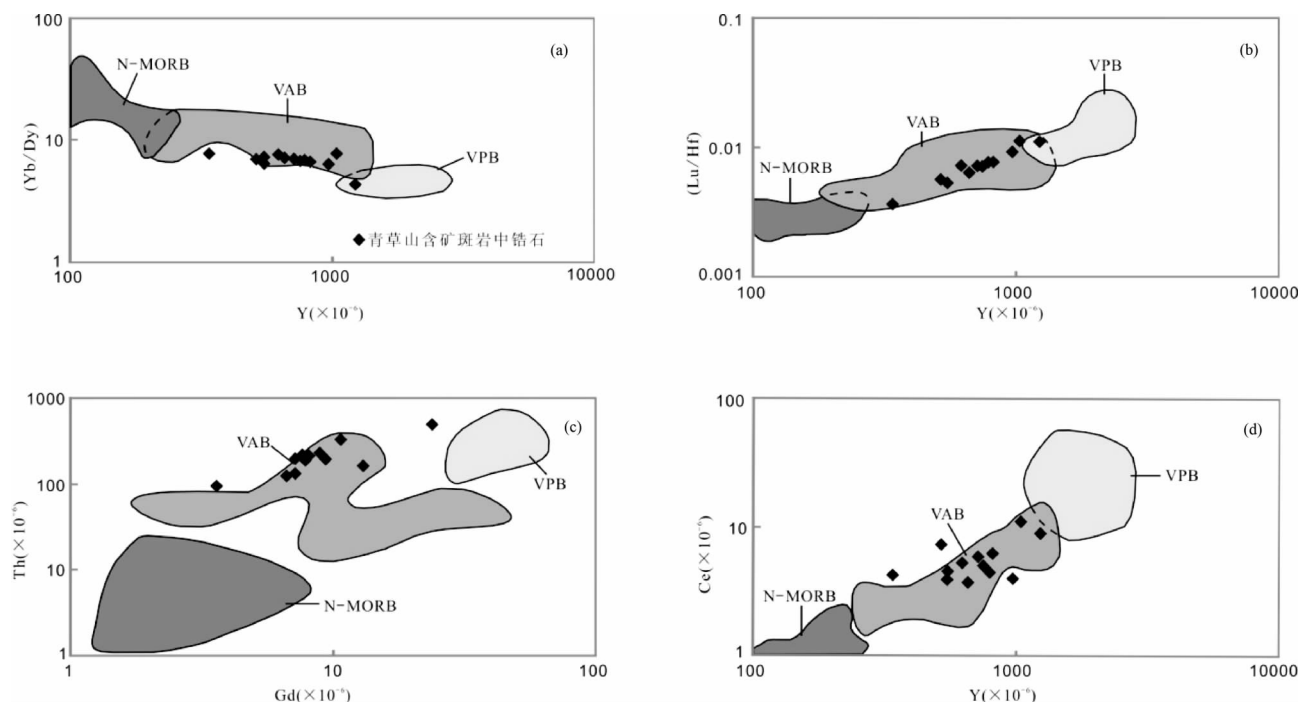 100
(a)
N-MORB
VAB
(Yb/Dy)
10
VPB
◆青草山含矿斑岩中锆石
1
100
1000
10000
Y(×10⁻⁶)
0.1
(b)
VPB
VAB
(Lu/Hf)
0.01
N-MORB
0.001
100
1000
10000
Y(×10⁻⁶)
1000
(c)
VAB
Th(×10⁻⁶)
100
VPB
10
N-MORB
1
1
10
100
Gd(×10⁻⁶)
100
(d)
VPB
VAB
Ce(×10⁻⁶)
10
N-MORB
1
100
1000
10000
Y(×10⁻⁶)